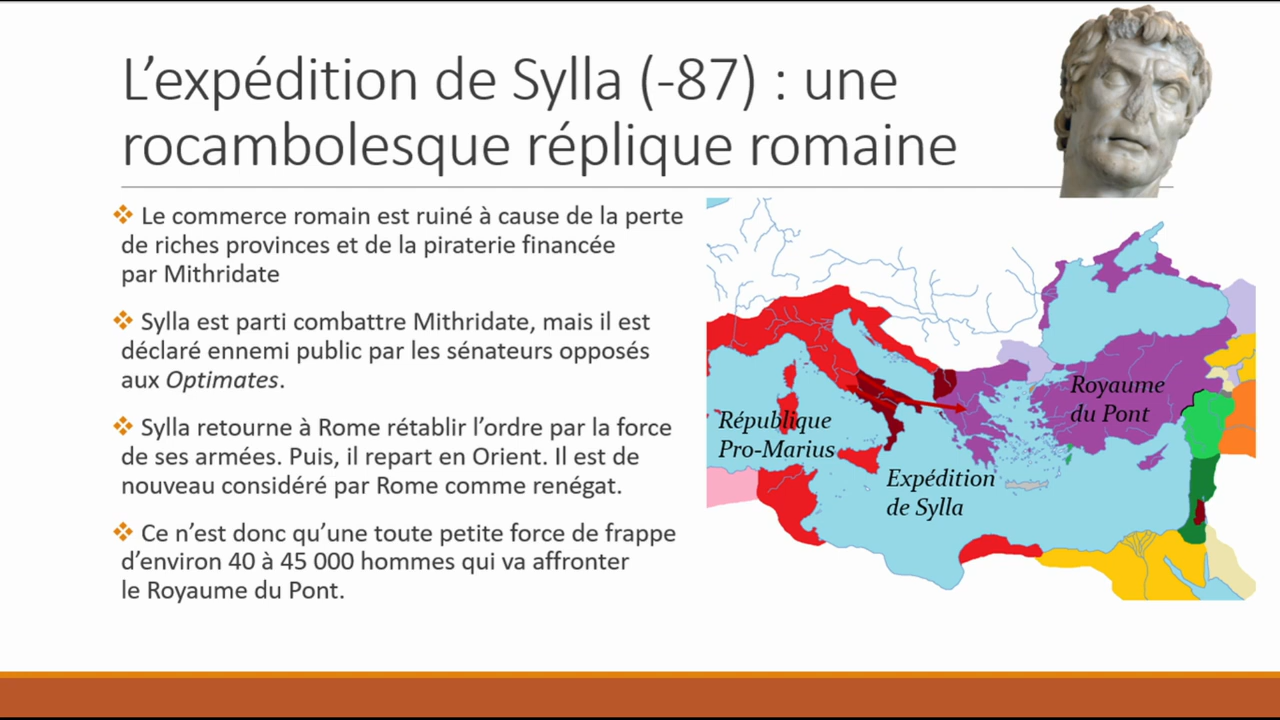 L’expédition de Sylla (-87) : une
rocambolesque réplique romaine
❖ Le commerce romain est ruiné à cause de la perte
de riches provinces et de la piraterie financée
par Mithridate
❖ Sylla est parti combattre Mithridate, mais il est
déclaré ennemi public par les sénateurs opposés
aux Optimates.
❖ Sylla retourne à Rome rétablir l’ordre par la force
de ses armées. Puis, il repart en Orient. Il est de
nouveau considéré par Rome comme renégat.
❖ Ce n’est donc qu’une toute petite force de frappe
d’environ 40 à 45 000 hommes qui va affronter
le Royaume du Pont.
Royaume
du Pont
République
Pro-Marius
Expédition
de Sylla